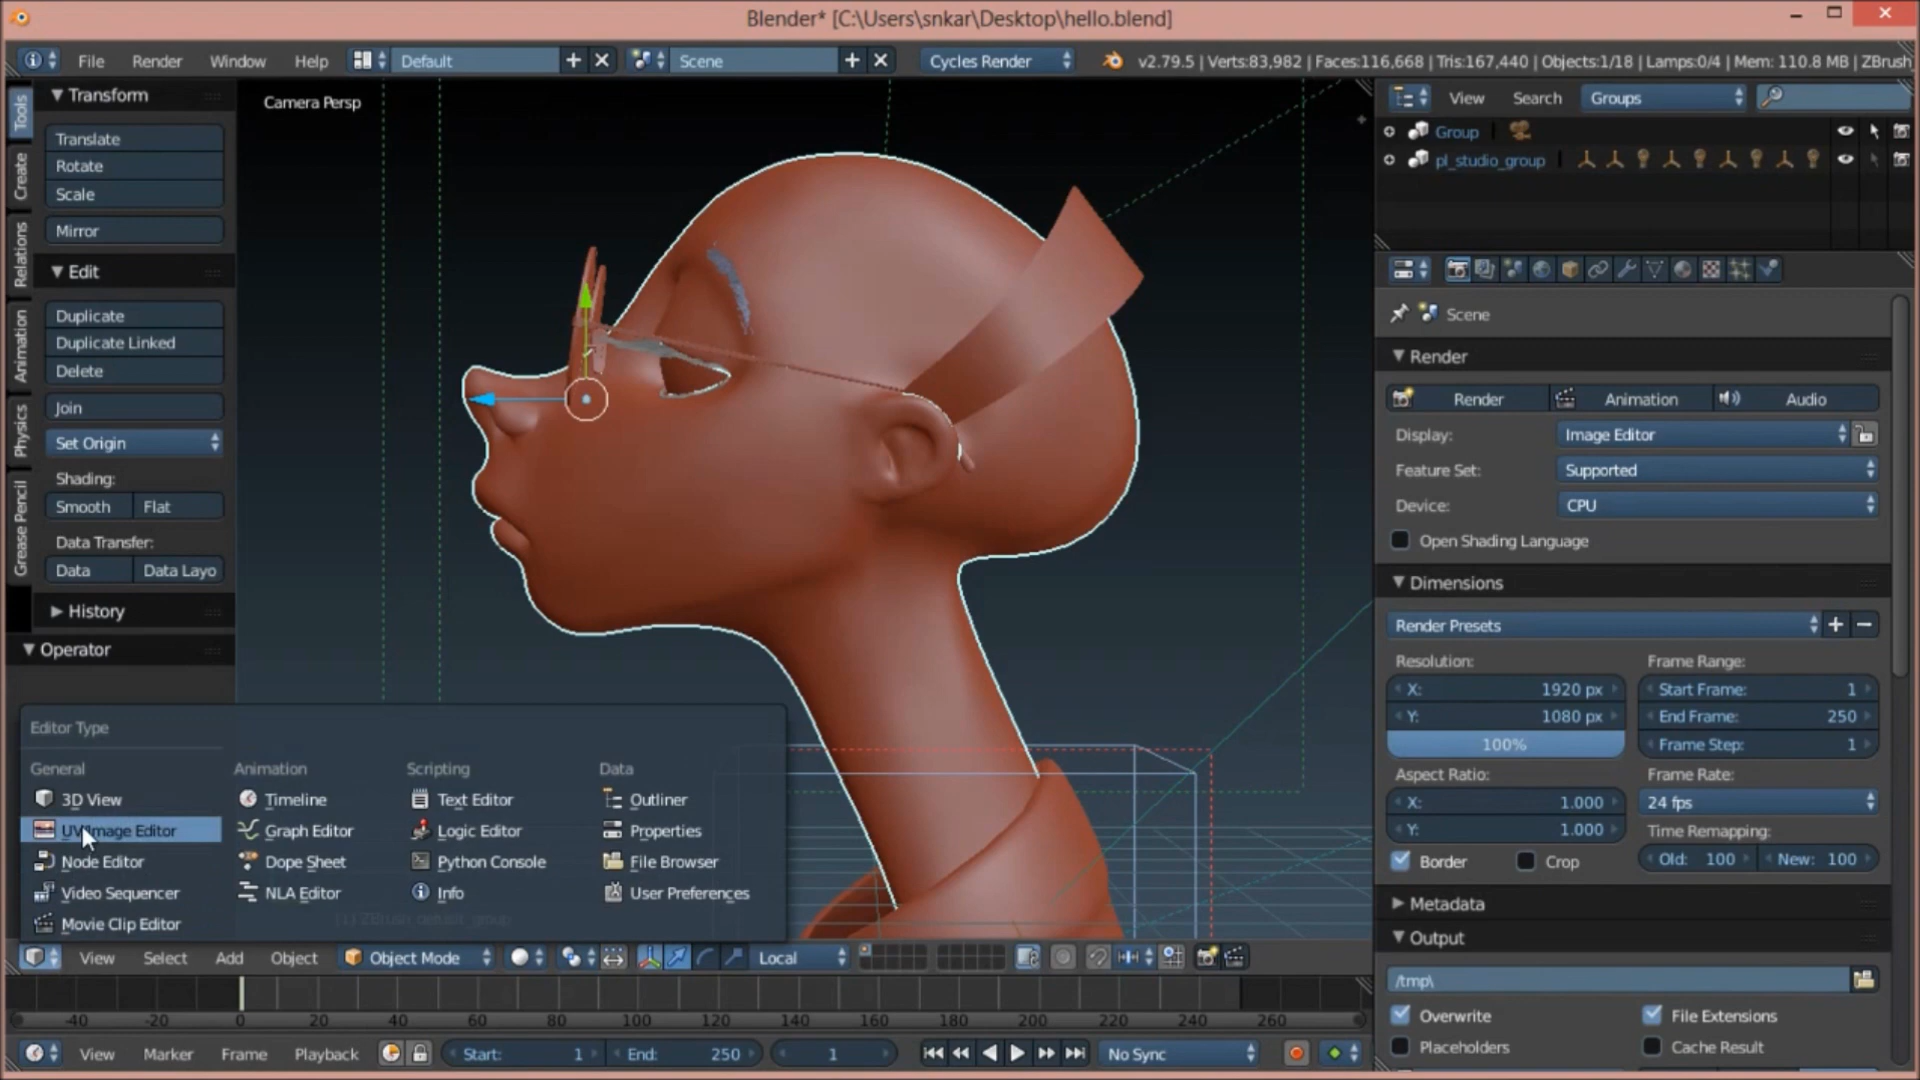 Blender* [C:\Users\snkar\Desktop\hello.blend]
File Render Window Help Default Scene Cycles Render v2.79.5 | Verts:83,982 | Faces:116,668 | Tris:167,440 | Objects:1/18 | Lamps:0/4 | Mem: 110.8 MB | ZBrush
Tools
Create
Relations
Animation
Physics
Grease Pencil
Transform
Translate
Rotate
Scale
Mirror
Edit
Duplicate
Duplicate Linked
Delete
Join
Set Origin
Shading:
Smooth Flat
Data Transfer:
Data Data Layo
History
Operator
Camera Persp
Editor Type
General Animation Scripting Data
3D View Timeline Text Editor Outliner
UV/Image Editor Graph Editor Logic Editor Properties
Node Editor Dope Sheet Python Console File Browser
Video Sequencer NLA Editor Info User Preferences
Movie Clip Editor
View Select Add Object Object Mode Local
-40 -20 0 20 40 60 80 100 120 140 160 180 200 220 240 260
View Marker Frame Playback Start: 1 End: 250 1 No Sync
View Search Groups
Group
pl_studio_group
Scene
Render
Render Animation Audio
Display: Image Editor
Feature Set: Supported
Device: CPU
Open Shading Language
Dimensions
Render Presets
Resolution: Frame Range:
X: 1920 px Start Frame: 1
Y: 1080 px End Frame: 250
100% Frame Step: 1
Aspect Ratio: Frame Rate:
X: 1.000 24 fps
Y: 1.000 Time Remapping:
Border Crop Old: 100 New: 100
Metadata
Output
/tmp\
Overwrite File Extensions
Placeholders Cache Result